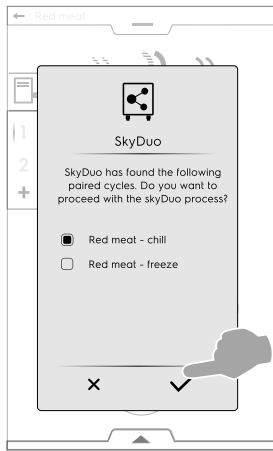 Red meat
1
2
SkyDuo
SkyDuo has found the following
paired cycles. Do you want to
proceed with the skyDuo process?
Red meat - chill
Red meat - freeze